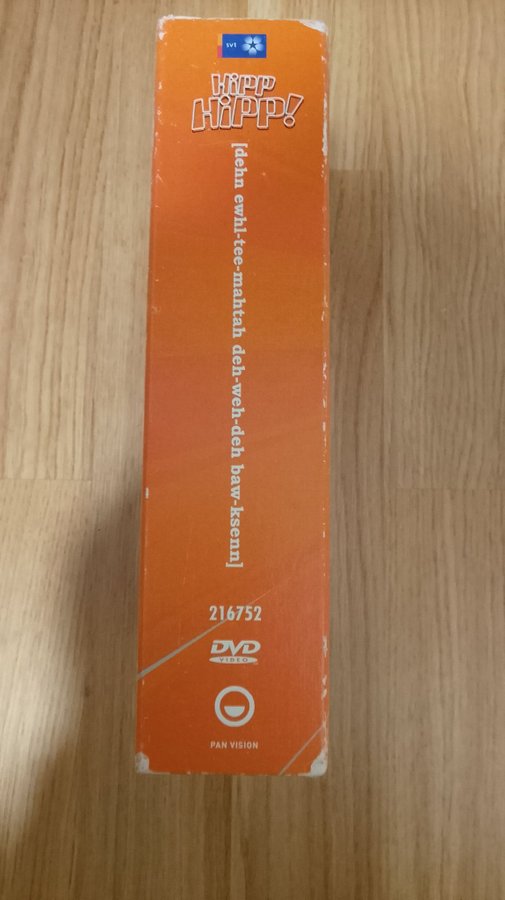 svt
HiPP
HiPP!
[dehn ewhl-tee-mahtah deh-weh-deh baw-ksenn]
216752
DVD
VIDEO
PAN VISION